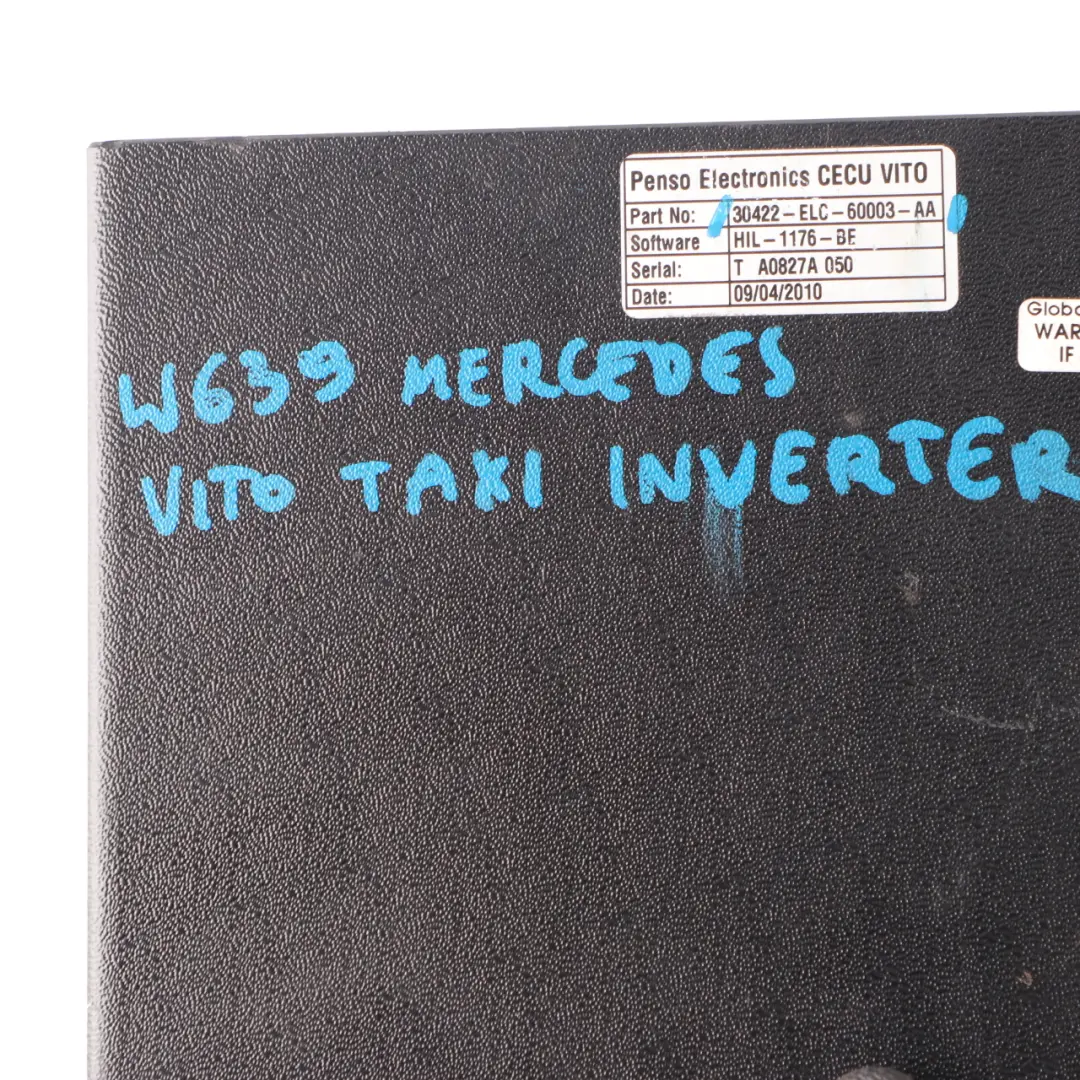 Penso Electronics CECU VITO
Part No: 30422-ELC-60003-AA
Software HIL-1176-BE
Serial: T A0827A 050
Date: 09/04/2010
IF
W639 MERCEDES
VITO TAXI INVERTER